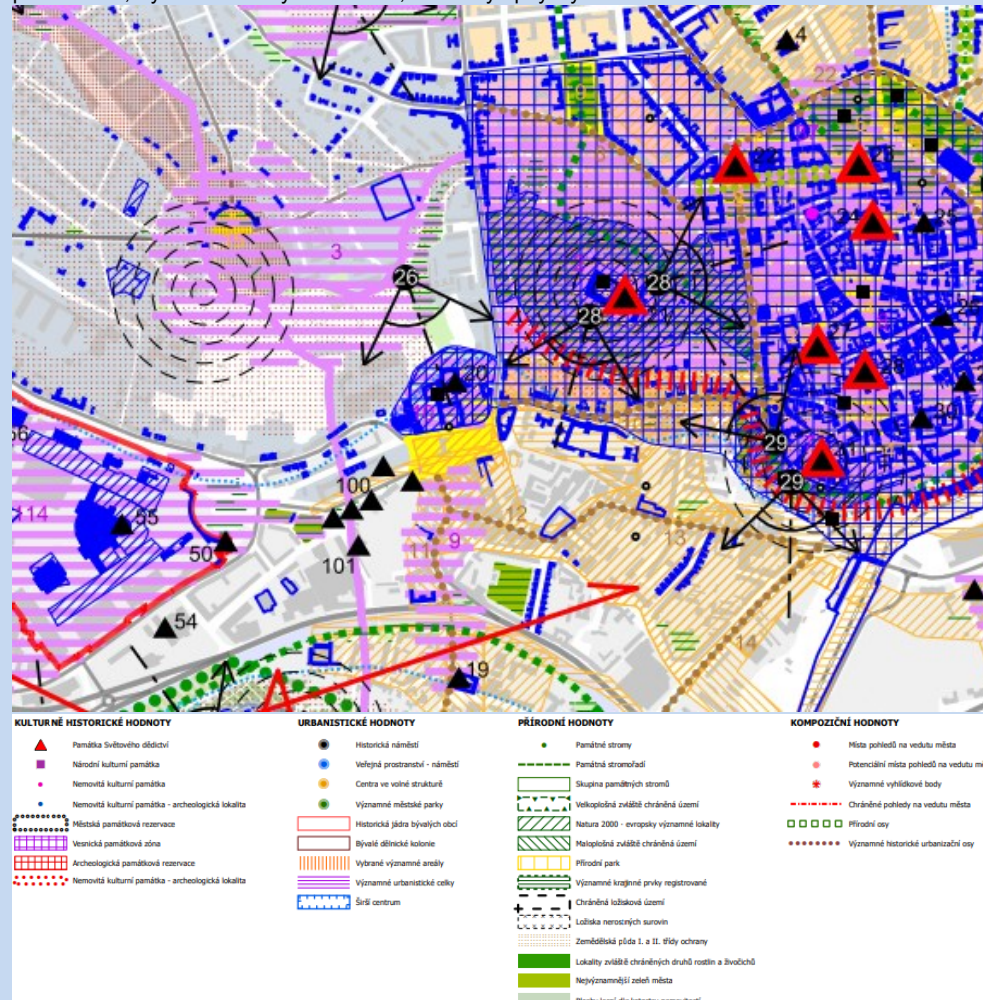 4
22
3
26
28
28
20
29
29
100
50
55
114
101
54
12
13
9
11
14
19
KULTURNĚ HISTORICKÉ HODNOTY
Památka Světového dědictví
Národní kulturní památka
Nemovitá kulturní památka
Nemovitá kulturní památka - archeologická lokalita
Městská památková rezervace
Vesnická památková zóna
Archeologická památková rezervace
Nemovitá kulturní památka - archeologická lokalita
URBANISTICKÉ HODNOTY
Historická náměstí
Veřejná prostranství - náměstí
Centra ve volné struktuře
Významné městské parky
Historická jádra bývalých obcí
Bývalé dělnické kolonie
Vybrané významné areály
Významné urbanistické celky
Širší centrum
PŘÍRODNÍ HODNOTY
Památné stromy
Památná stromořadí
Skupina památných stromů
Velkoplošná zvláště chráněná území
Natura 2000 - evropsky významné lokality
Maloplošná zvláště chráněná území
Přírodní park
Významné krajinné prvky registrované
Chráněná ložisková území
Ložiska nerostných surovin
Zemědělská půda I. a II. třídy ochrany
Lokality zvláště chráněných druhů rostlin a živočichů
Nejvýznamnější zeleň města
KOMPOZIČNÍ HODNOTY
Místa pohledů na vedutu města
Potenciální místa pohledů na vedutu
Významné vyhlídkové body
Chráněné pohledy na vedutu města
Přírodní osy
Významné historické urbanizační osy